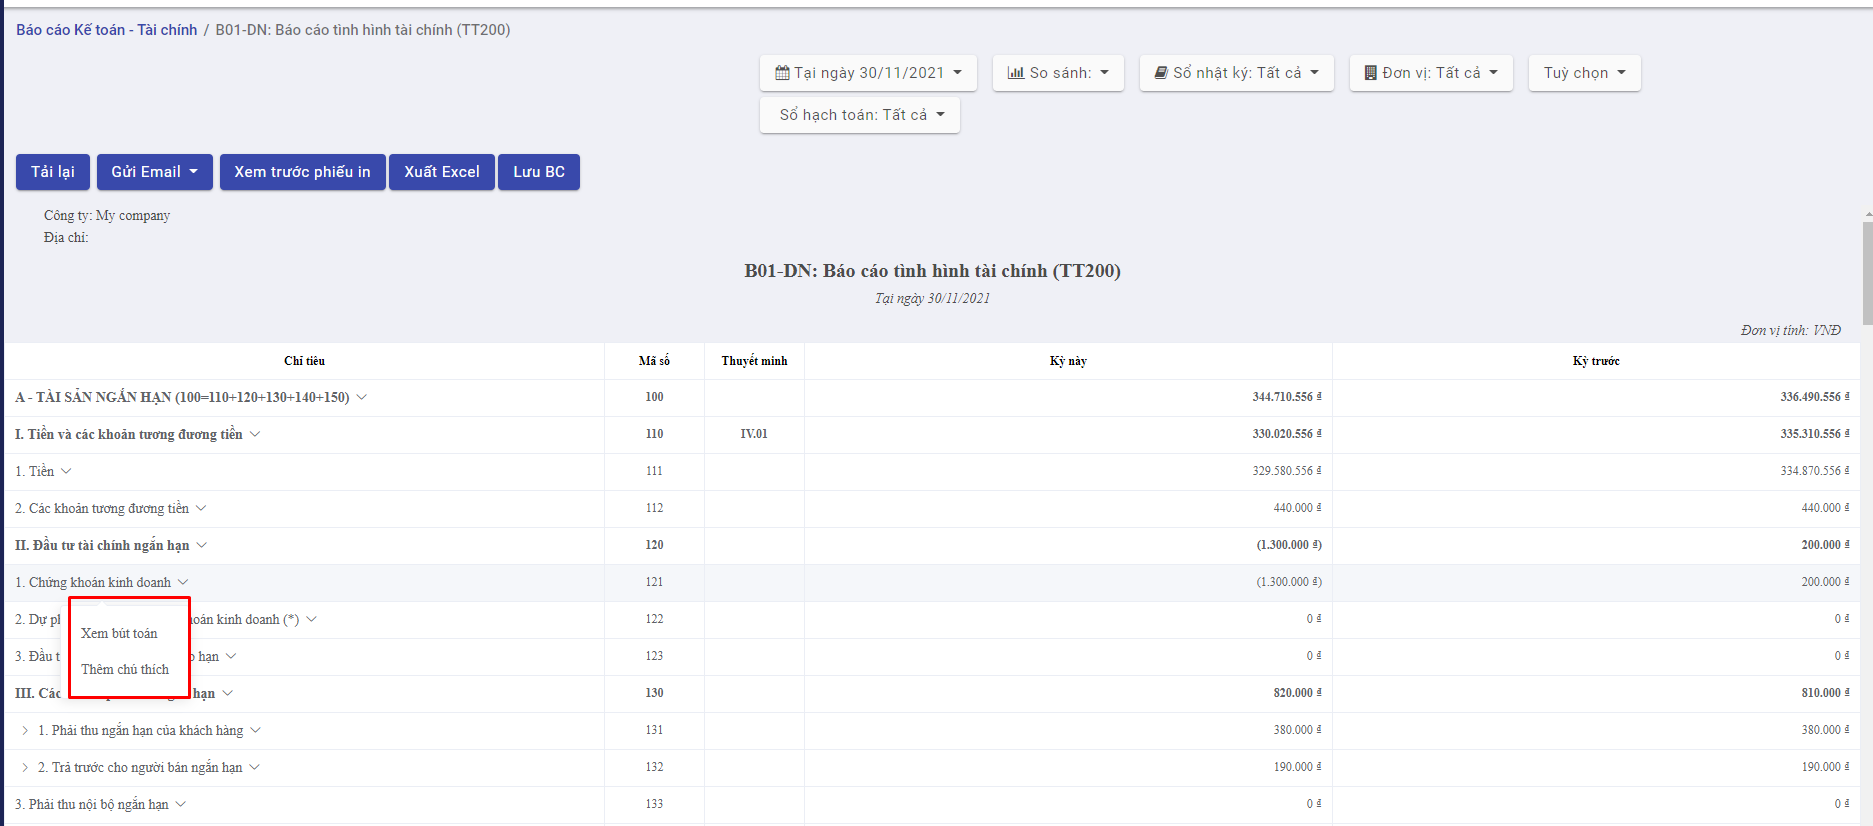 Báo cáo Kế toán - Tài chính / B01-DN: Báo cáo tình hình tài chính (TT200)
Tại ngày 30/11/2021 So sánh: Sổ nhật ký: Tất cả Đơn vị: Tất cả Tuỳ chọn
Sổ hạch toán: Tất cả
Tải lại Gửi Email Xem trước phiếu in Xuất Excel Lưu BC
Công ty: My company
Địa chỉ:
B01-DN: Báo cáo tình hình tài chính (TT200)
Tại ngày 30/11/2021
Đơn vị tính: VNĐ
Chỉ tiêu Mã số Thuyết minh Kỳ này Kỳ trước
A - TÀI SẢN NGẮN HẠN (100=110+120+130+140+150) 100 344.710.556 ₫ 336.490.556 ₫
I. Tiền và các khoản tương đương tiền 110 IV.01 330.020.556 ₫ 335.310.556 ₫
1. Tiền 111 329.580.556 ₫ 334.870.556 ₫
2. Các khoản tương đương tiền 112 440.000 ₫ 440.000 ₫
II. Đầu tư tài chính ngắn hạn 120 (1.300.000 ₫) 200.000 ₫
1. Chứng khoán kinh doanh 121 (1.300.000 ₫) 200.000 ₫
2. Dự kinh doanh (*) 122 0 ₫ 0 ₫
Xem bút toán
3. Đầu hạn 123 0 ₫ 0 ₫
Thêm chú thích
III. hạn 130 820.000 ₫ 810.000 ₫
1. Phải thu ngắn hạn của khách hàng 131 380.000 ₫ 380.000 ₫
2. Trả trước cho người bán ngắn hạn 132 190.000 ₫ 190.000 ₫
3. Phải thu nội bộ ngắn hạn 133 0 ₫ 0 ₫